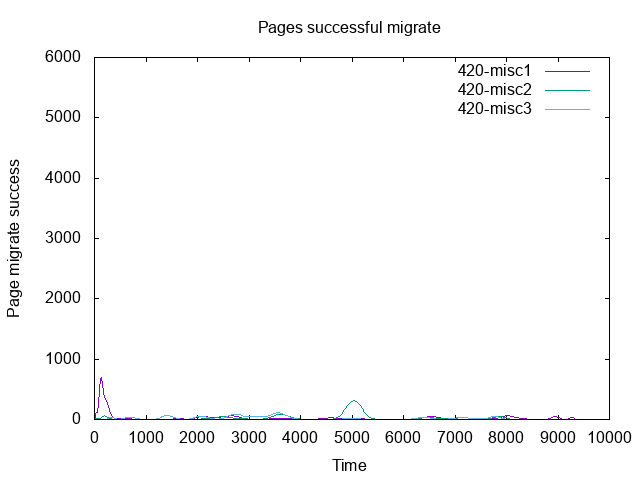 Pages successful migrate
6000
5000
4000
3000
2000
1000
0
Page migrate success
420-misc1
420-misc2
420-misc3
0 1000 2000 3000 4000 5000 6000 7000 8000 9000 10000
Time